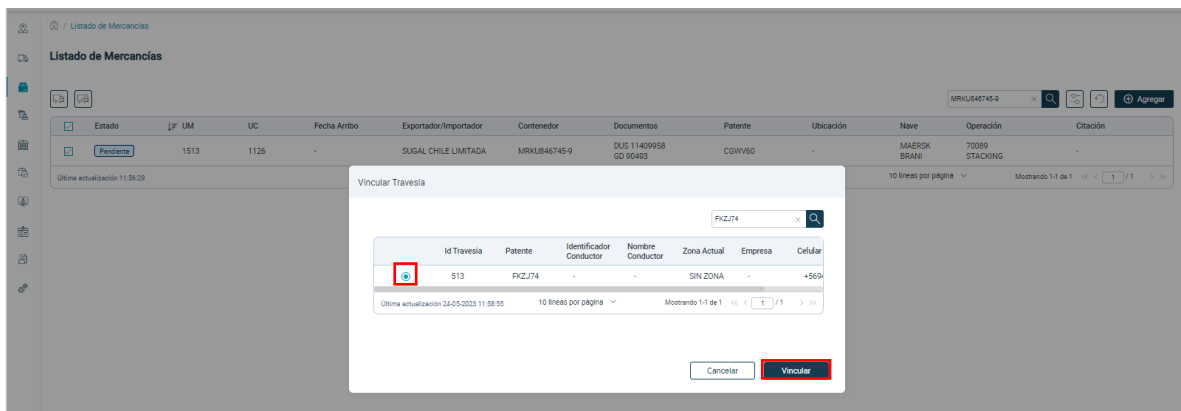 / Listado de Mercancías
Listado de Mercancías
MRKU846745-9
Agregar
Estado UM UC Fecha Arribo Exportador/Importador Contenedor Documentos Patente Ubicación Nave Operación Citación
Pendiente 1513 1126 - SUGAL CHILE LIMITADA MRKU846745-9 DUS 11409958 CGWV60 - MAERSK 70089 -
GD 90493 BRANI STACKING
Última actualización 11:56:29 10 líneas por página Mostrando 1-1 de 1 << < 1 / 1 > >>
Vincular Travesía
FKZJ74
Id Travesía Patente Identificador Conductor Nombre Conductor Zona Actual Empresa Celular
513 FKZJ74 - - SIN ZONA - +569
Última actualización 24-05-2023 11:58:55 10 líneas por página Mostrando 1-1 de 1 << < 1 / 1 > >>
Cancelar Vincular